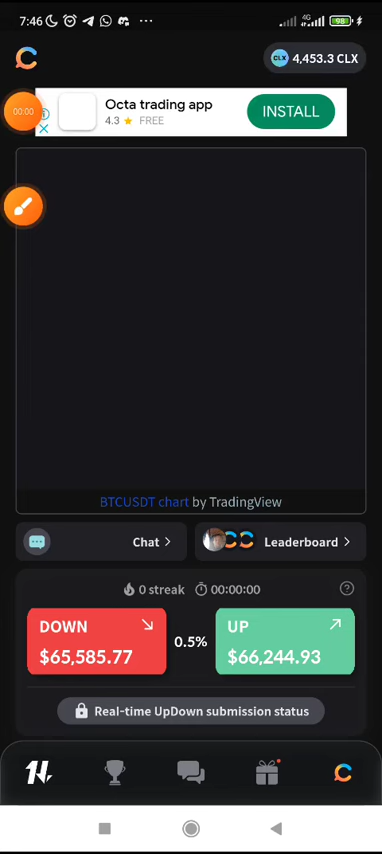 7:46
4G
98
4,453.3 CLX
CLX
Octa trading app
4.3 ★ FREE
INSTALL
00:00
BTCUSDT chart by TradingView
Chat
Leaderboard
0 streak 00:00:00
DOWN
$65,585.77
0.5%
UP
$66,244.93
Real-time UpDown submission status